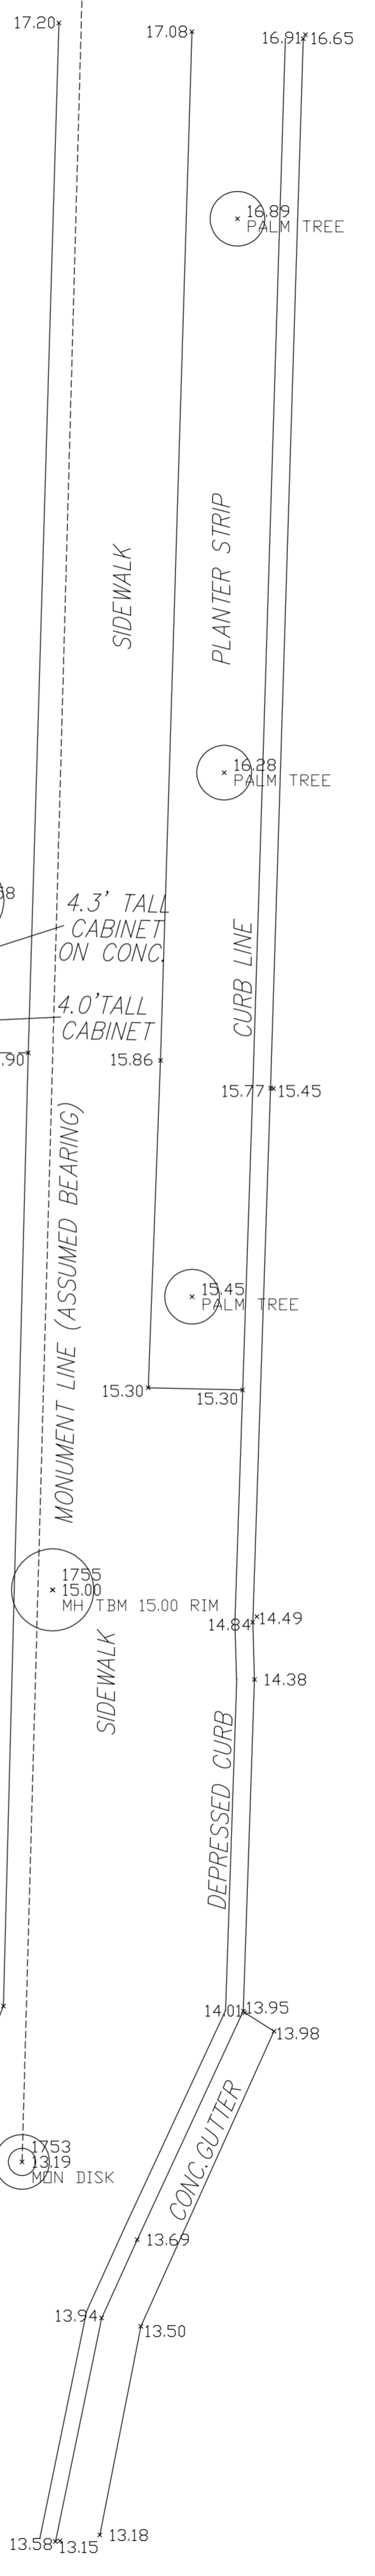 17.20
17.08
16.91
16.65
16.89
PALM TREE
SIDEWALK
PLANTER STRIP
16.28
PALM TREE
4.3' TALL
CABINET
ON CONC.
4.0'TALL
CABINET
CURB LINE
.90
15.86
15.77
15.45
MONUMENT LINE (ASSUMED BEARING)
15.45
PALM TREE
15.30
15.30
1755
15.00
MH TBM 15.00 RIM
14.49
14.84
SIDEWALK
14.38
DEPRESSED CURB
14.01
13.95
13.98
1753
13.19
MON DISK
CONC.GUTTER
13.69
13.94
13.50
13.58
13.15
13.18